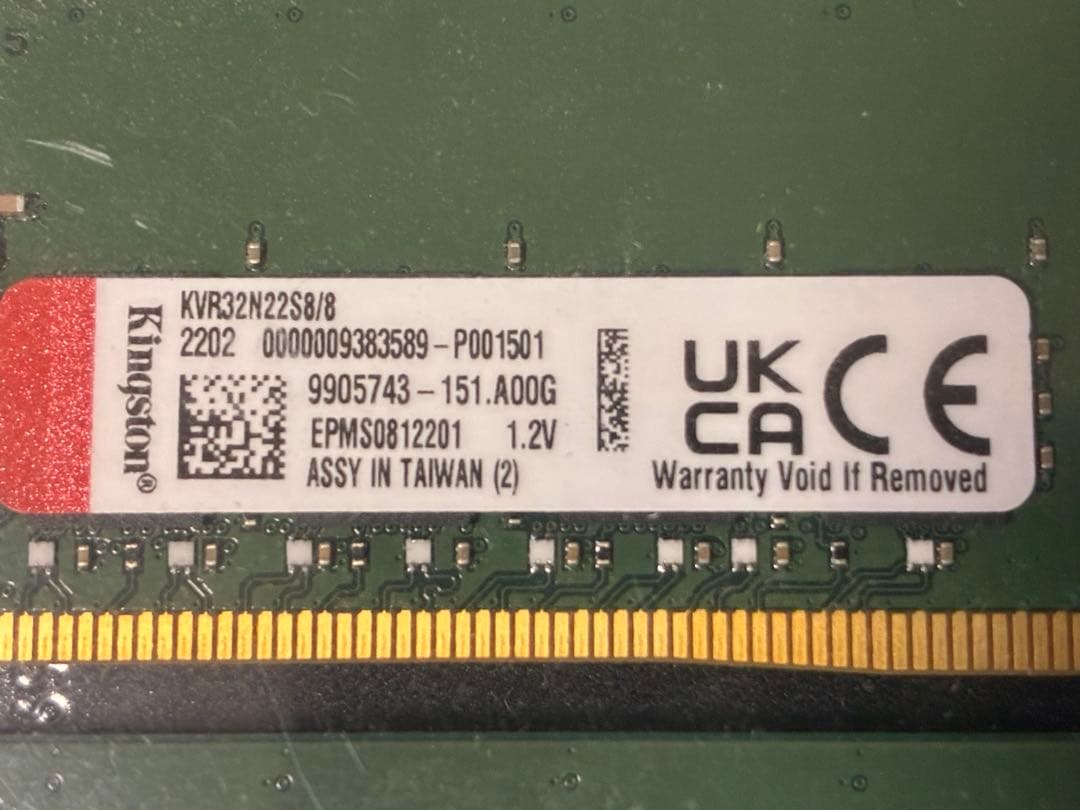 Kingston®
KVR32N22S8/8
2202 0000009383589-P001501
9905743-151.A00G
EPMS0812201 1.2V
ASSY IN TAIWAN (2)
UK
CA
CE
Warranty Void If Removed
5